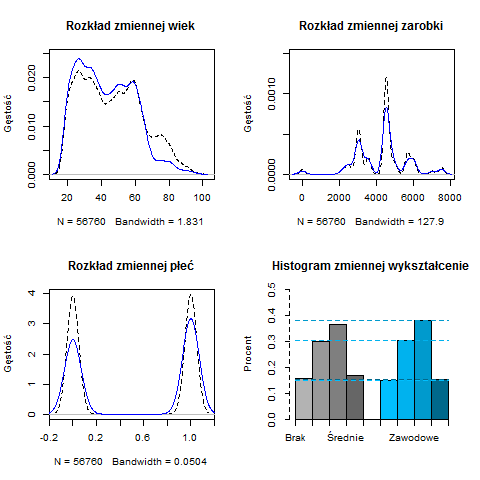 Rozkład zmiennej wiek
Gęstość
0.000
0.010
0.020
20 40 60 80 100
N = 56760 Bandwidth = 1.831
Rozkład zmiennej zarobki
Gęstość
0.0000
0.0010
0 2000 4000 6000 8000
N = 56760 Bandwidth = 127.9
Rozkład zmiennej płeć
Gęstość
0 1 2 3 4
-0.2 0.2 0.6 1.0
N = 56760 Bandwidth = 0.0504
Histogram zmiennej wykształcenie
Procent
0.0 0.1 0.2 0.3 0.4 0.5
Brak Średnie Zawodowe